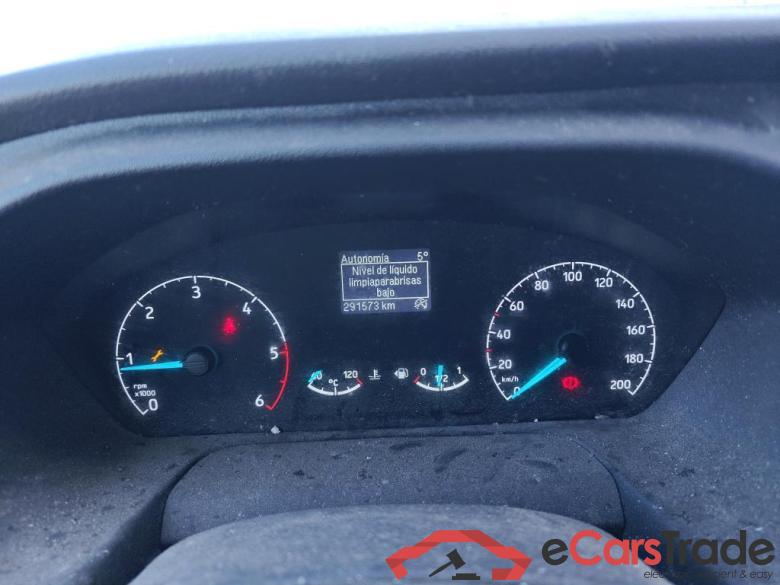 Autonomía 5°
Nivel de líquido
limpiaparabrisas
bajo
291573 km
0 1 2 3 4 5 6
rpm
x1000
60 120
°C
0 1/2 1
0 20 40 60 80 100 120 140 160 180 200
km/h
eCarsTrade